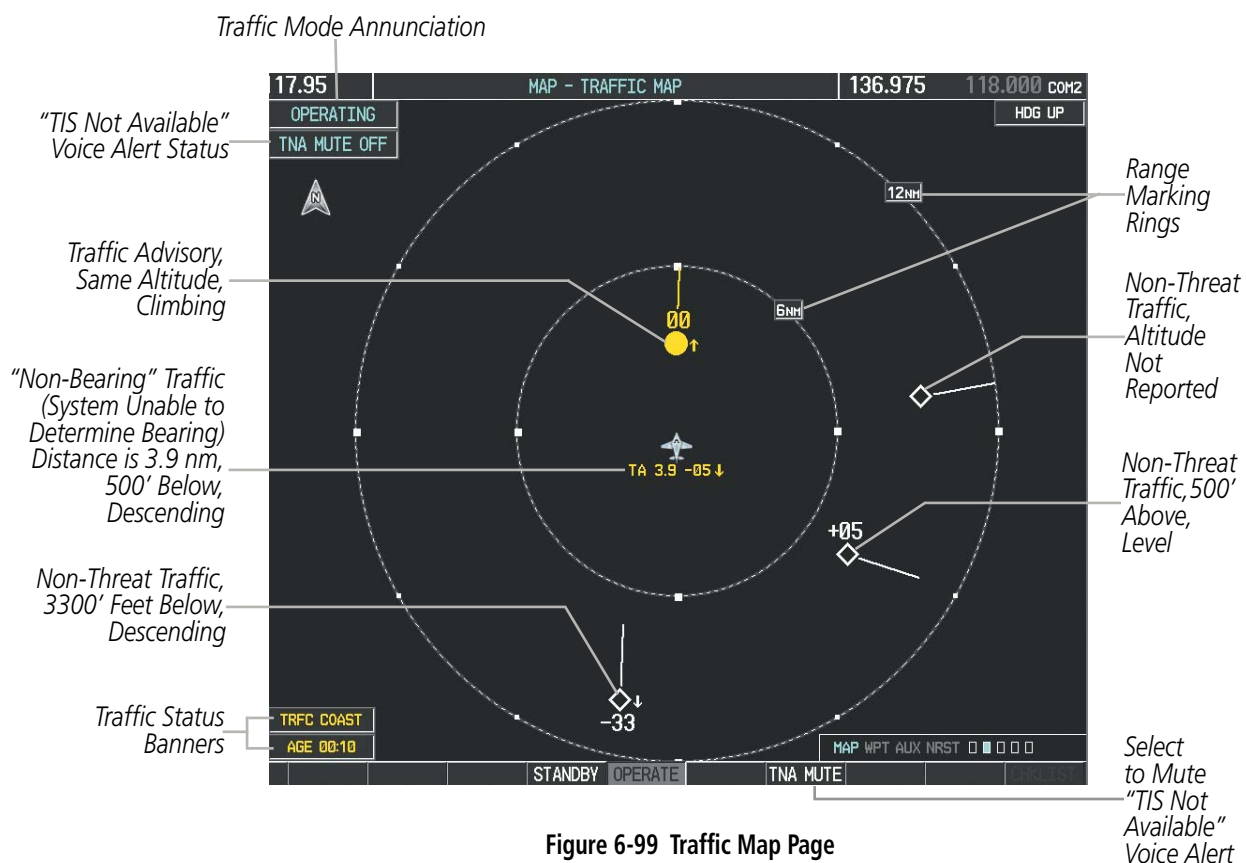 Traffic Mode Annunciation
17.95
MAP - TRAFFIC MAP
136.975
118.000 COM2
OPERATING
HDG UP
TNA MUTE OFF
"TIS Not Available"
Voice Alert Status
N
12NM
Range
Marking
Rings
Traffic Advisory,
Same Altitude,
Climbing
6NM
00
↑
Non-Threat
Traffic,
Altitude
Not
Reported
"Non-Bearing" Traffic
(System Unable to
Determine Bearing)
Distance is 3.9 nm,
500' Below,
Descending
TA 3.9 -05↓
Non-Threat
Traffic,500'
Above,
Level
+05
Non-Threat Traffic,
3300' Feet Below,
Descending
↓
-33
Traffic Status
Banners
TRFC COAST
AGE 00:10
MAP WPT AUX NRST
STANDBY
OPERATE
TNA MUTE
CHKLIST
Select
to Mute
"TIS Not
Available"
Voice Alert
Figure 6-99 Traffic Map Page